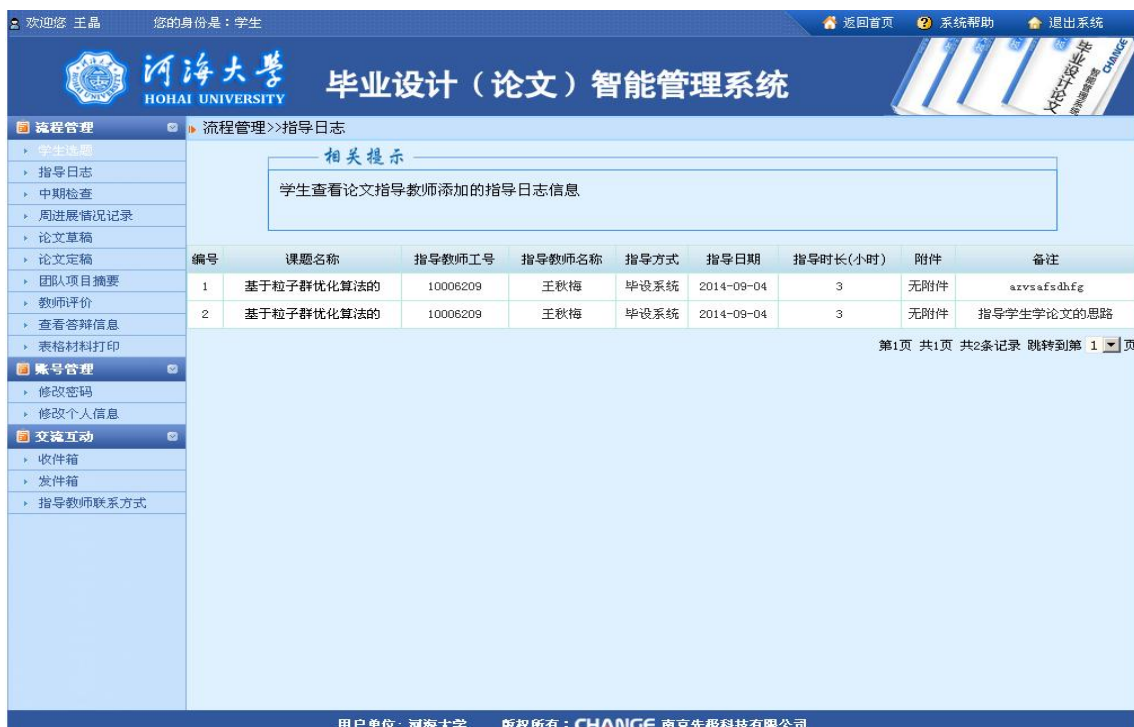 欢迎您 王晶 您的身份是：学生 返回首页 系统帮助 退出系统
河海大学
HOHAI UNIVERSITY
毕业设计（论文）智能管理系统
CHANGE
智能管理系统
毕业设计论文
流程管理
学生选题
指导日志
中期检查
周进展情况记录
论文草稿
论文定稿
团队项目摘要
教师评价
查看答辩信息
表格材料打印
账号管理
修改密码
修改个人信息
交流互动
收件箱
发件箱
指导教师联系方式
流程管理>>指导日志
相关提示
学生查看论文指导教师添加的指导日志信息
编号 课题名称 指导教师工号 指导教师名称 指导方式 指导日期 指导时长(小时) 附件 备注
1 基于粒子群优化算法的 10006209 王秋梅 毕设系统 2014-09-04 3 无附件 azvsafsdhfg
2 基于粒子群优化算法的 10006209 王秋梅 毕设系统 2014-09-04 3 无附件 指导学生学论文的思路
第1页 共1页 共2条记录 跳转到第 1 页
用户单位：河海大学 版权所有：CHANGE 南京先极科技有限公司